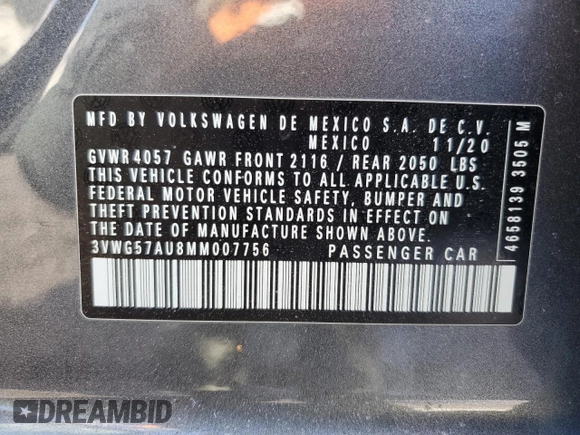 MFD BY VOLKSWAGEN DE MEXICO S.A. DE C.V.
MEXICO 11/20
GVWR 4057 GAWR FRONT 2116 / REAR 2050 LBS
THIS VEHICLE CONFORMS TO ALL APPLICABLE U.S.
FEDERAL MOTOR VEHICLE SAFETY, BUMPER AND
THEFT PREVENTION STANDARDS IN EFFECT ON
THE DATE OF MANUFACTURE SHOWN ABOVE.
3VWG57AU8MM007756 PASSENGER CAR
4658139 3505 M
DREAMBID